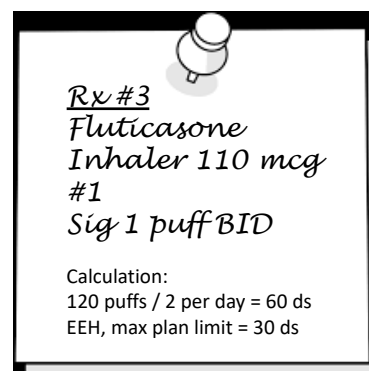 Rx #3
Fluticasone
Inhaler 110 mcg
#1
Sig 1 puff BID
Calculation:
120 puffs / 2 per day = 60 ds
EEH, max plan limit = 30 ds